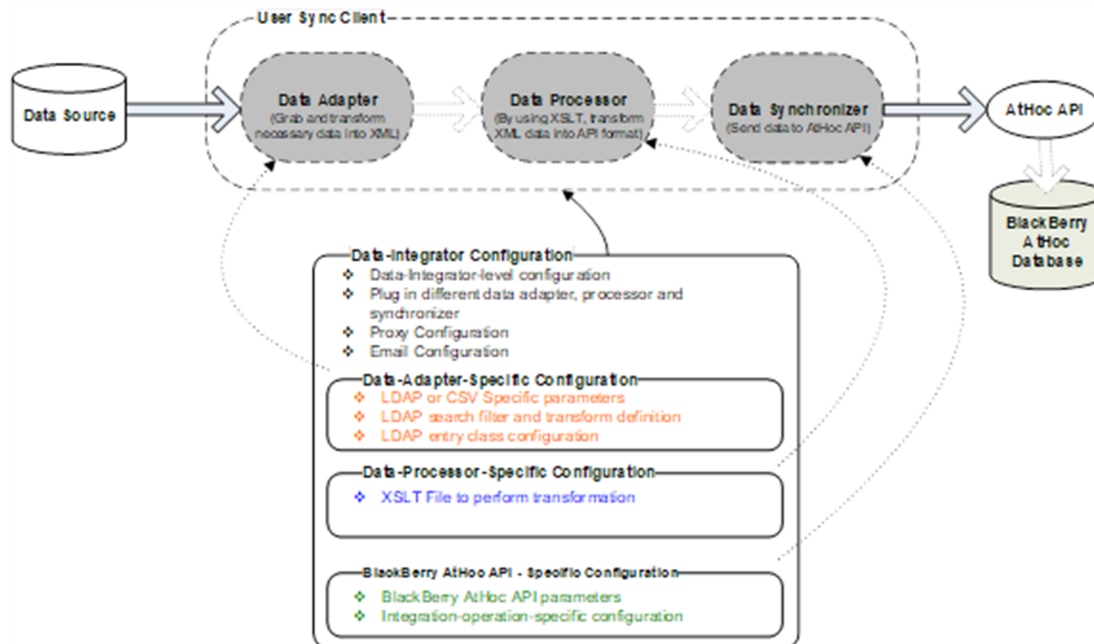 User Sync Client
Data Source
Data Adapter
(Grab and transform
necessary data into XML)
Data Processor
(By using XSLT, transform
XML data into API format)
Data Synchronizer
(Send data to AtHoc API)
AtHoc API
BlackBerry
AtHoc
Database
Data-Integrator Configuration
❖ Data-Integrator-level configuration
❖ Plug in different data adapter, processor and
synchronizer
❖ Proxy Configuration
❖ Email Configuration
Data-Adapter-Specific Configuration
❖ LDAP or CSV Specific parameters
❖ LDAP search filter and transform definition
❖ LDAP entry class configuration
Data-Processor-Specific Configuration
❖ XSLT File to perform transformation
BlackBerry AtHoc API - Specific Configuration
❖ BlackBerry AtHoc API parameters
❖ Integration-operation-specific configuration